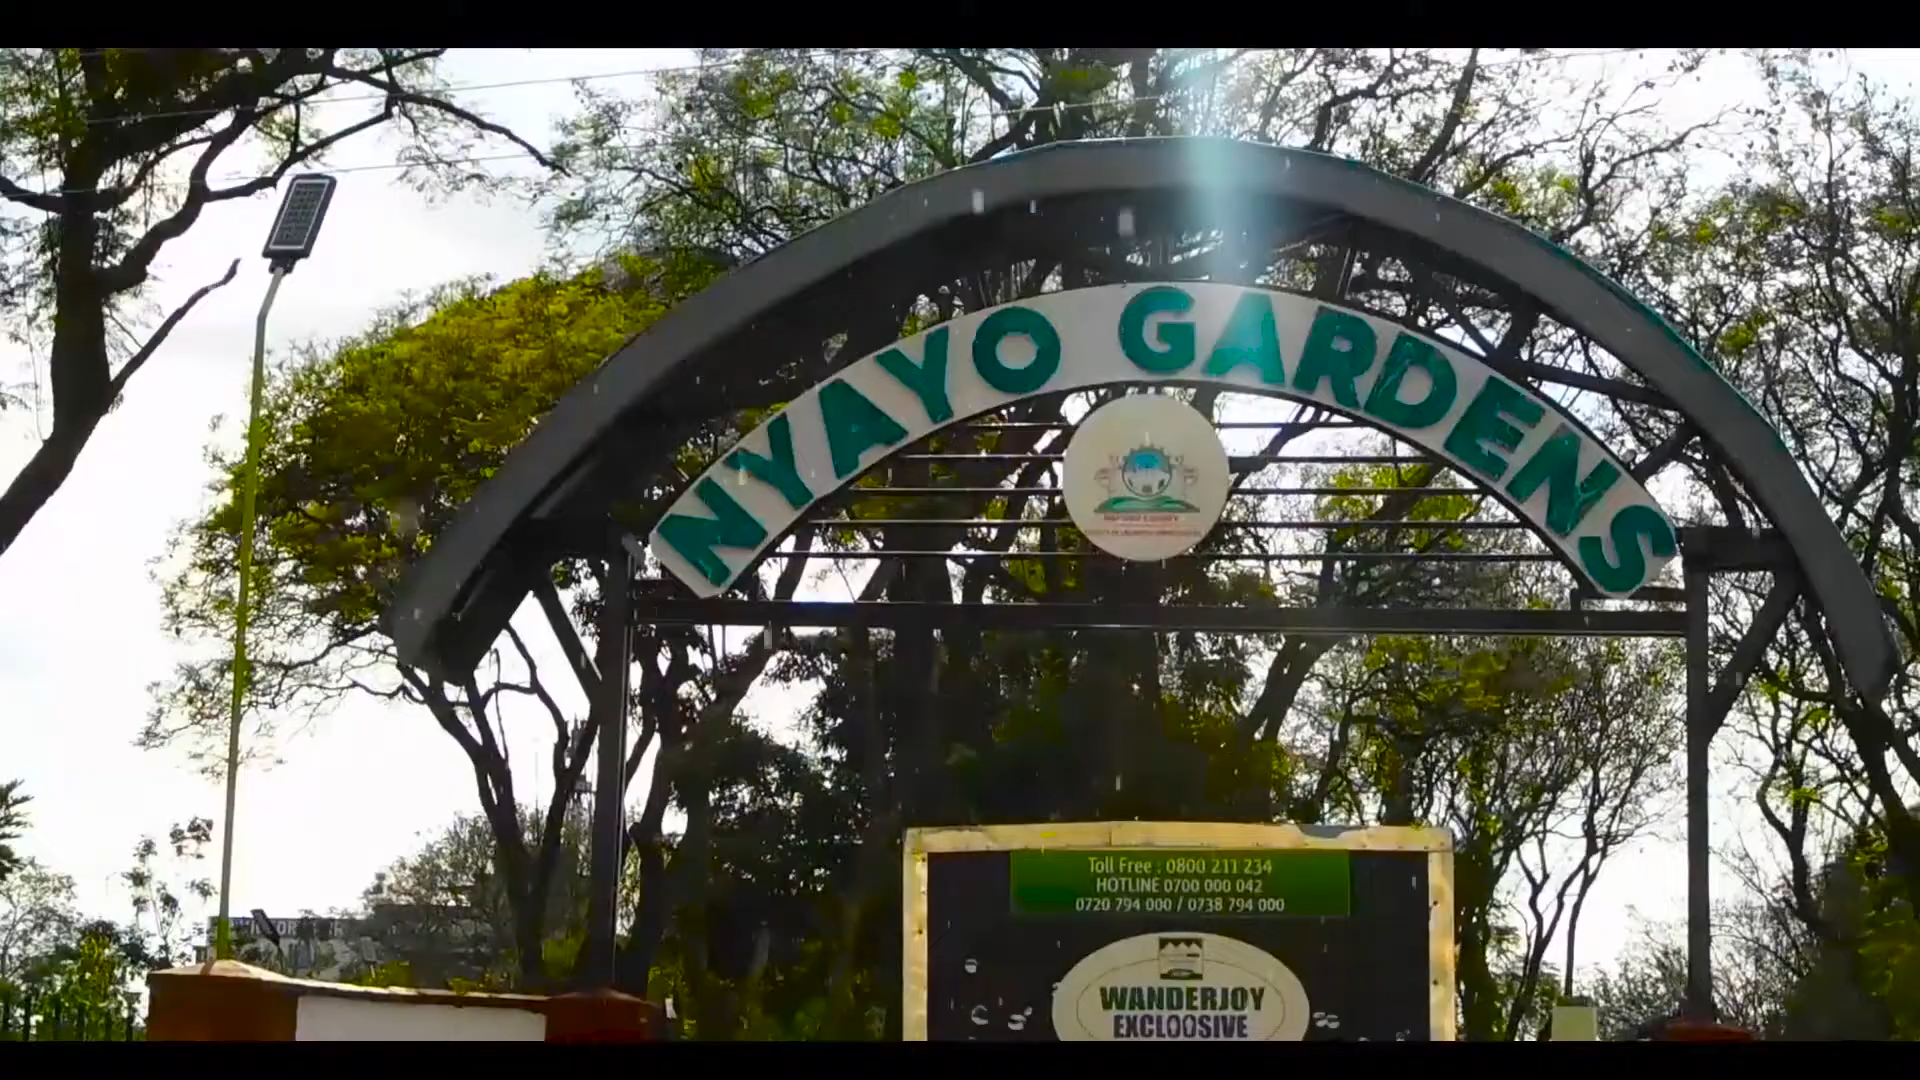 NYAYO GARDENS
Toll Free : 0800 211 234
HOTLINE 0700 000 042
0720 794 000 / 0738 794 000
WANDERJOY
EXCLOOSIVE